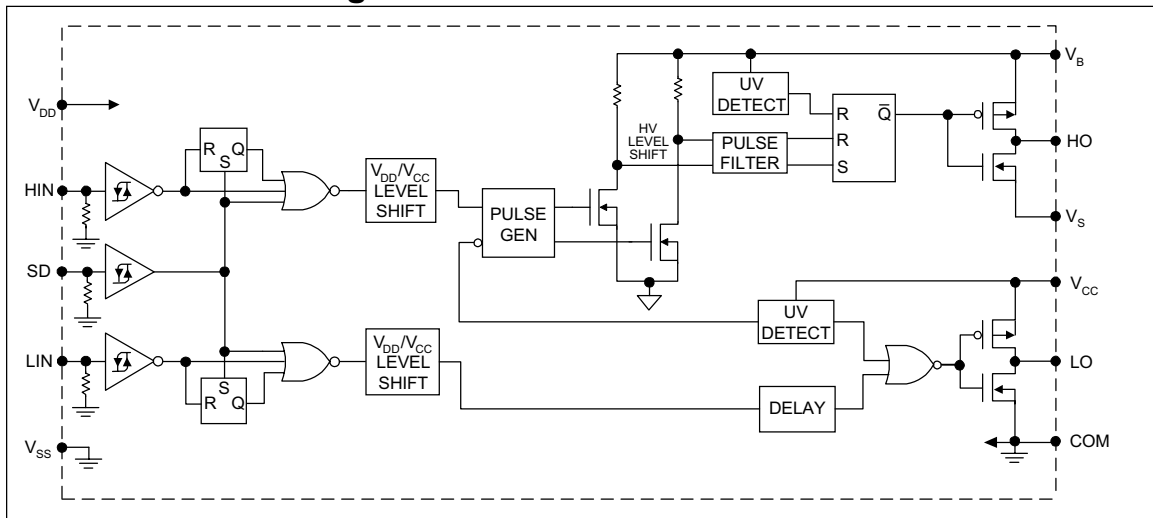 V_B
UV
DETECT
V_DD
R
Q̅
R Q
HV
LEVEL
SHIFT
R
HO
S
PULSE
FILTER
S
HIN
V_DD/V_CC
LEVEL
SHIFT
PULSE
GEN
V_S
SD
V_CC
UV
DETECT
LIN
V_DD/V_CC
LEVEL
SHIFT
LO
S
R Q
DELAY
V_SS
COM